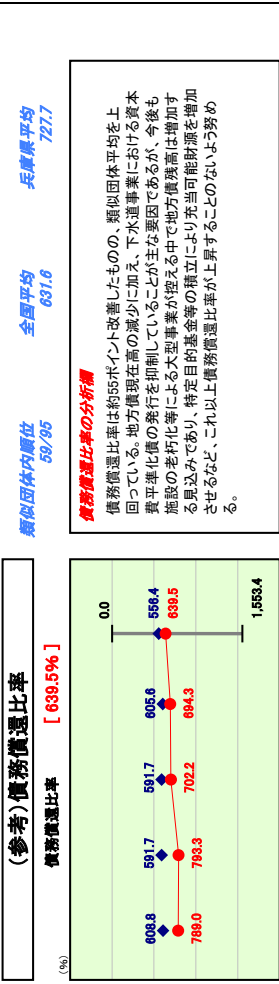 (参考)債務償還比率
債務償還比率 [ 639.5% ]
(%)
0.0
1,553.4
608.8
591.7
591.7
605.6
556.4
789.0
793.3
702.2
694.3
639.5
類似団体内順位
59/95
全国平均
631.6
兵庫県平均
727.7
債務償還比率の分析欄
債務償還比率は約55ポイント改善したものの、類似団体平均を上
回っている。地方債現在高の減少に加え、下水道事業における資本
費平準化債の発行を抑制していることが主な要因であるが、今後も
施設の老朽化等による大型事業が控える中で地方債残高は増加す
る見込みであり、特定目的基金等の積立により充当可能財源を増加
させるなど、これ以上債務償還比率が上昇することのないよう努め
る。